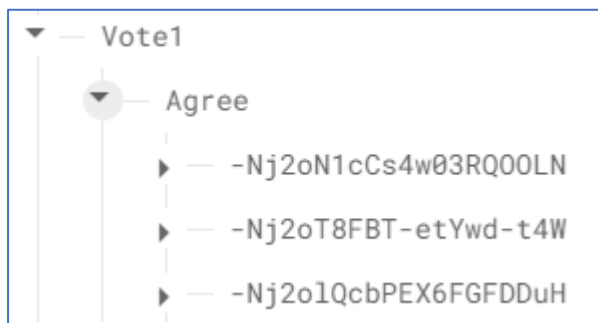 Vote1
Agree
-Nj2oN1cCs4w03RQOOLN
-Nj2oT8FBT-etYwd-t4W
-Nj2olQcbPEX6FGFDDuH